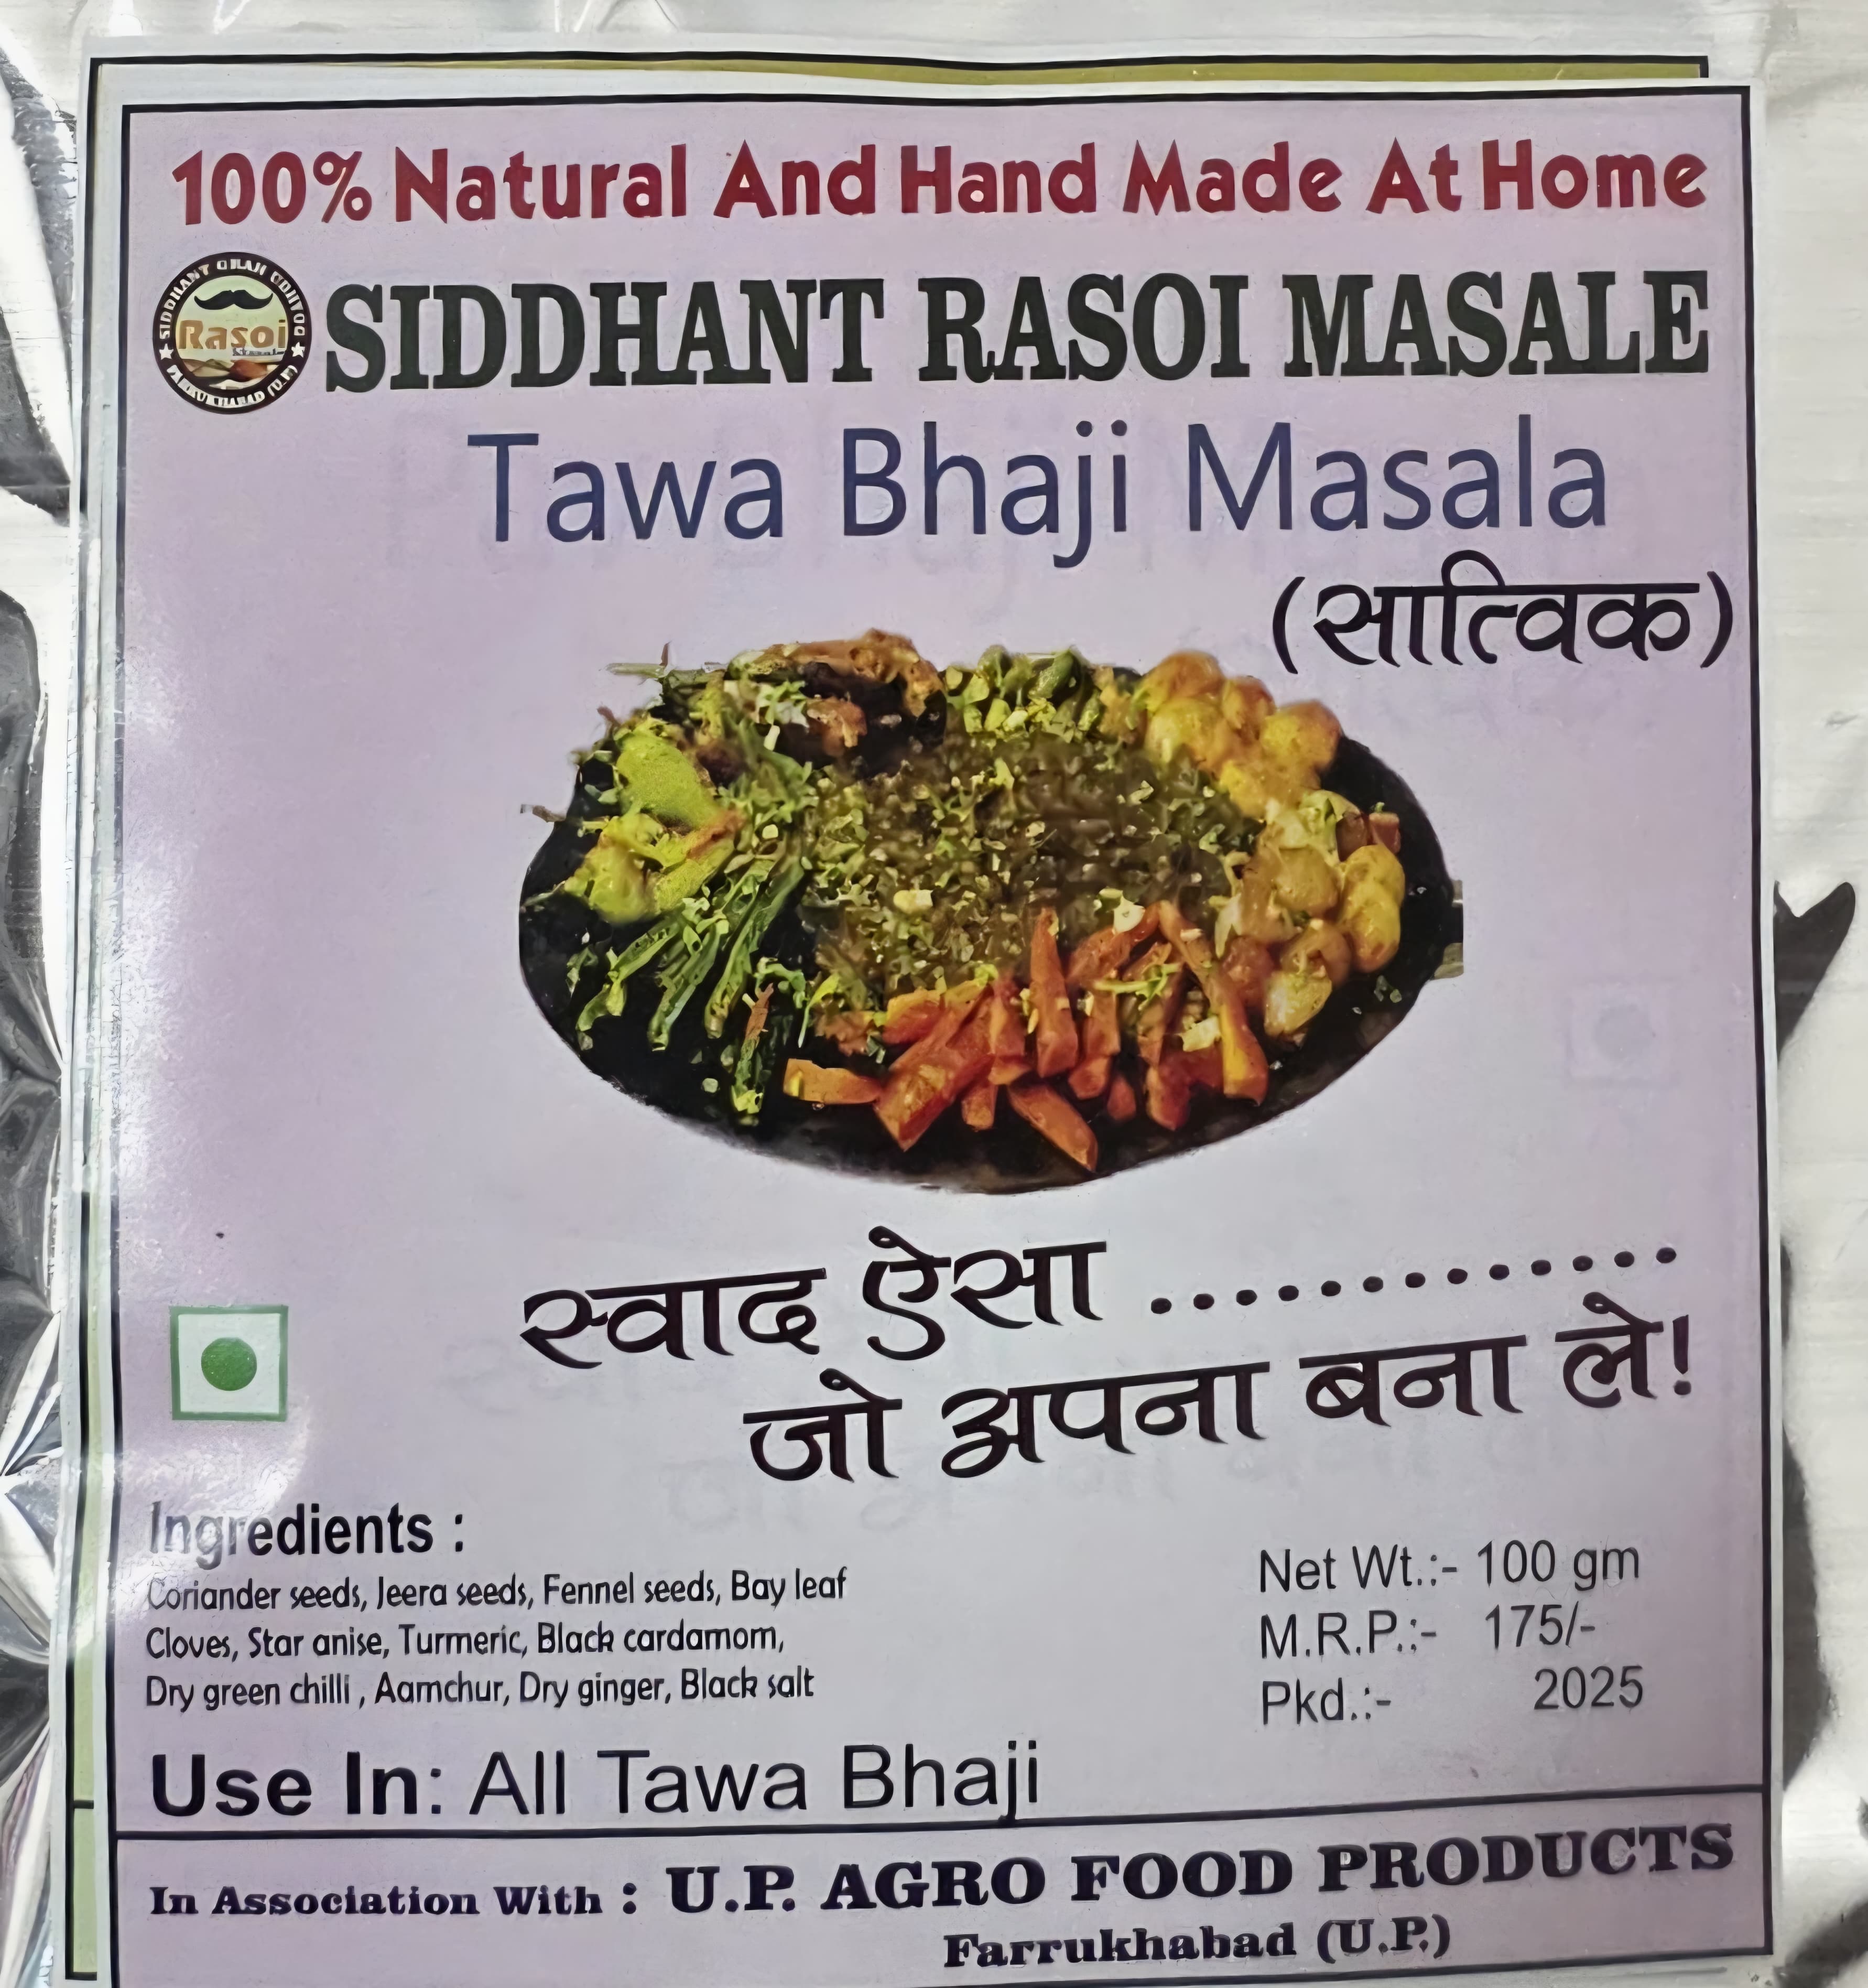 100% Natural And Hand Made At Home
SIDDHANT
Rasoi
FARRUKHABAD (U.P.)
SIDDHANT RASOI MASALE
Tawa Bhaji Masala
(सात्विक)
स्वाद ऐसा .............
जो अपना बना ले!
Ingredients :
Coriander seeds, Jeera seeds, Fennel seeds, Bay leaf
Cloves, Star anise, Turmeric, Black cardamom,
Dry green chilli , Aamchur, Dry ginger, Black salt
Net Wt.:- 100 gm
M.R.P.:- 175/-
Pkd.:- 2025
Use In: All Tawa Bhaji
In Association With : U.P. AGRO FOOD PRODUCTS
Farrukhabad (U.P.)